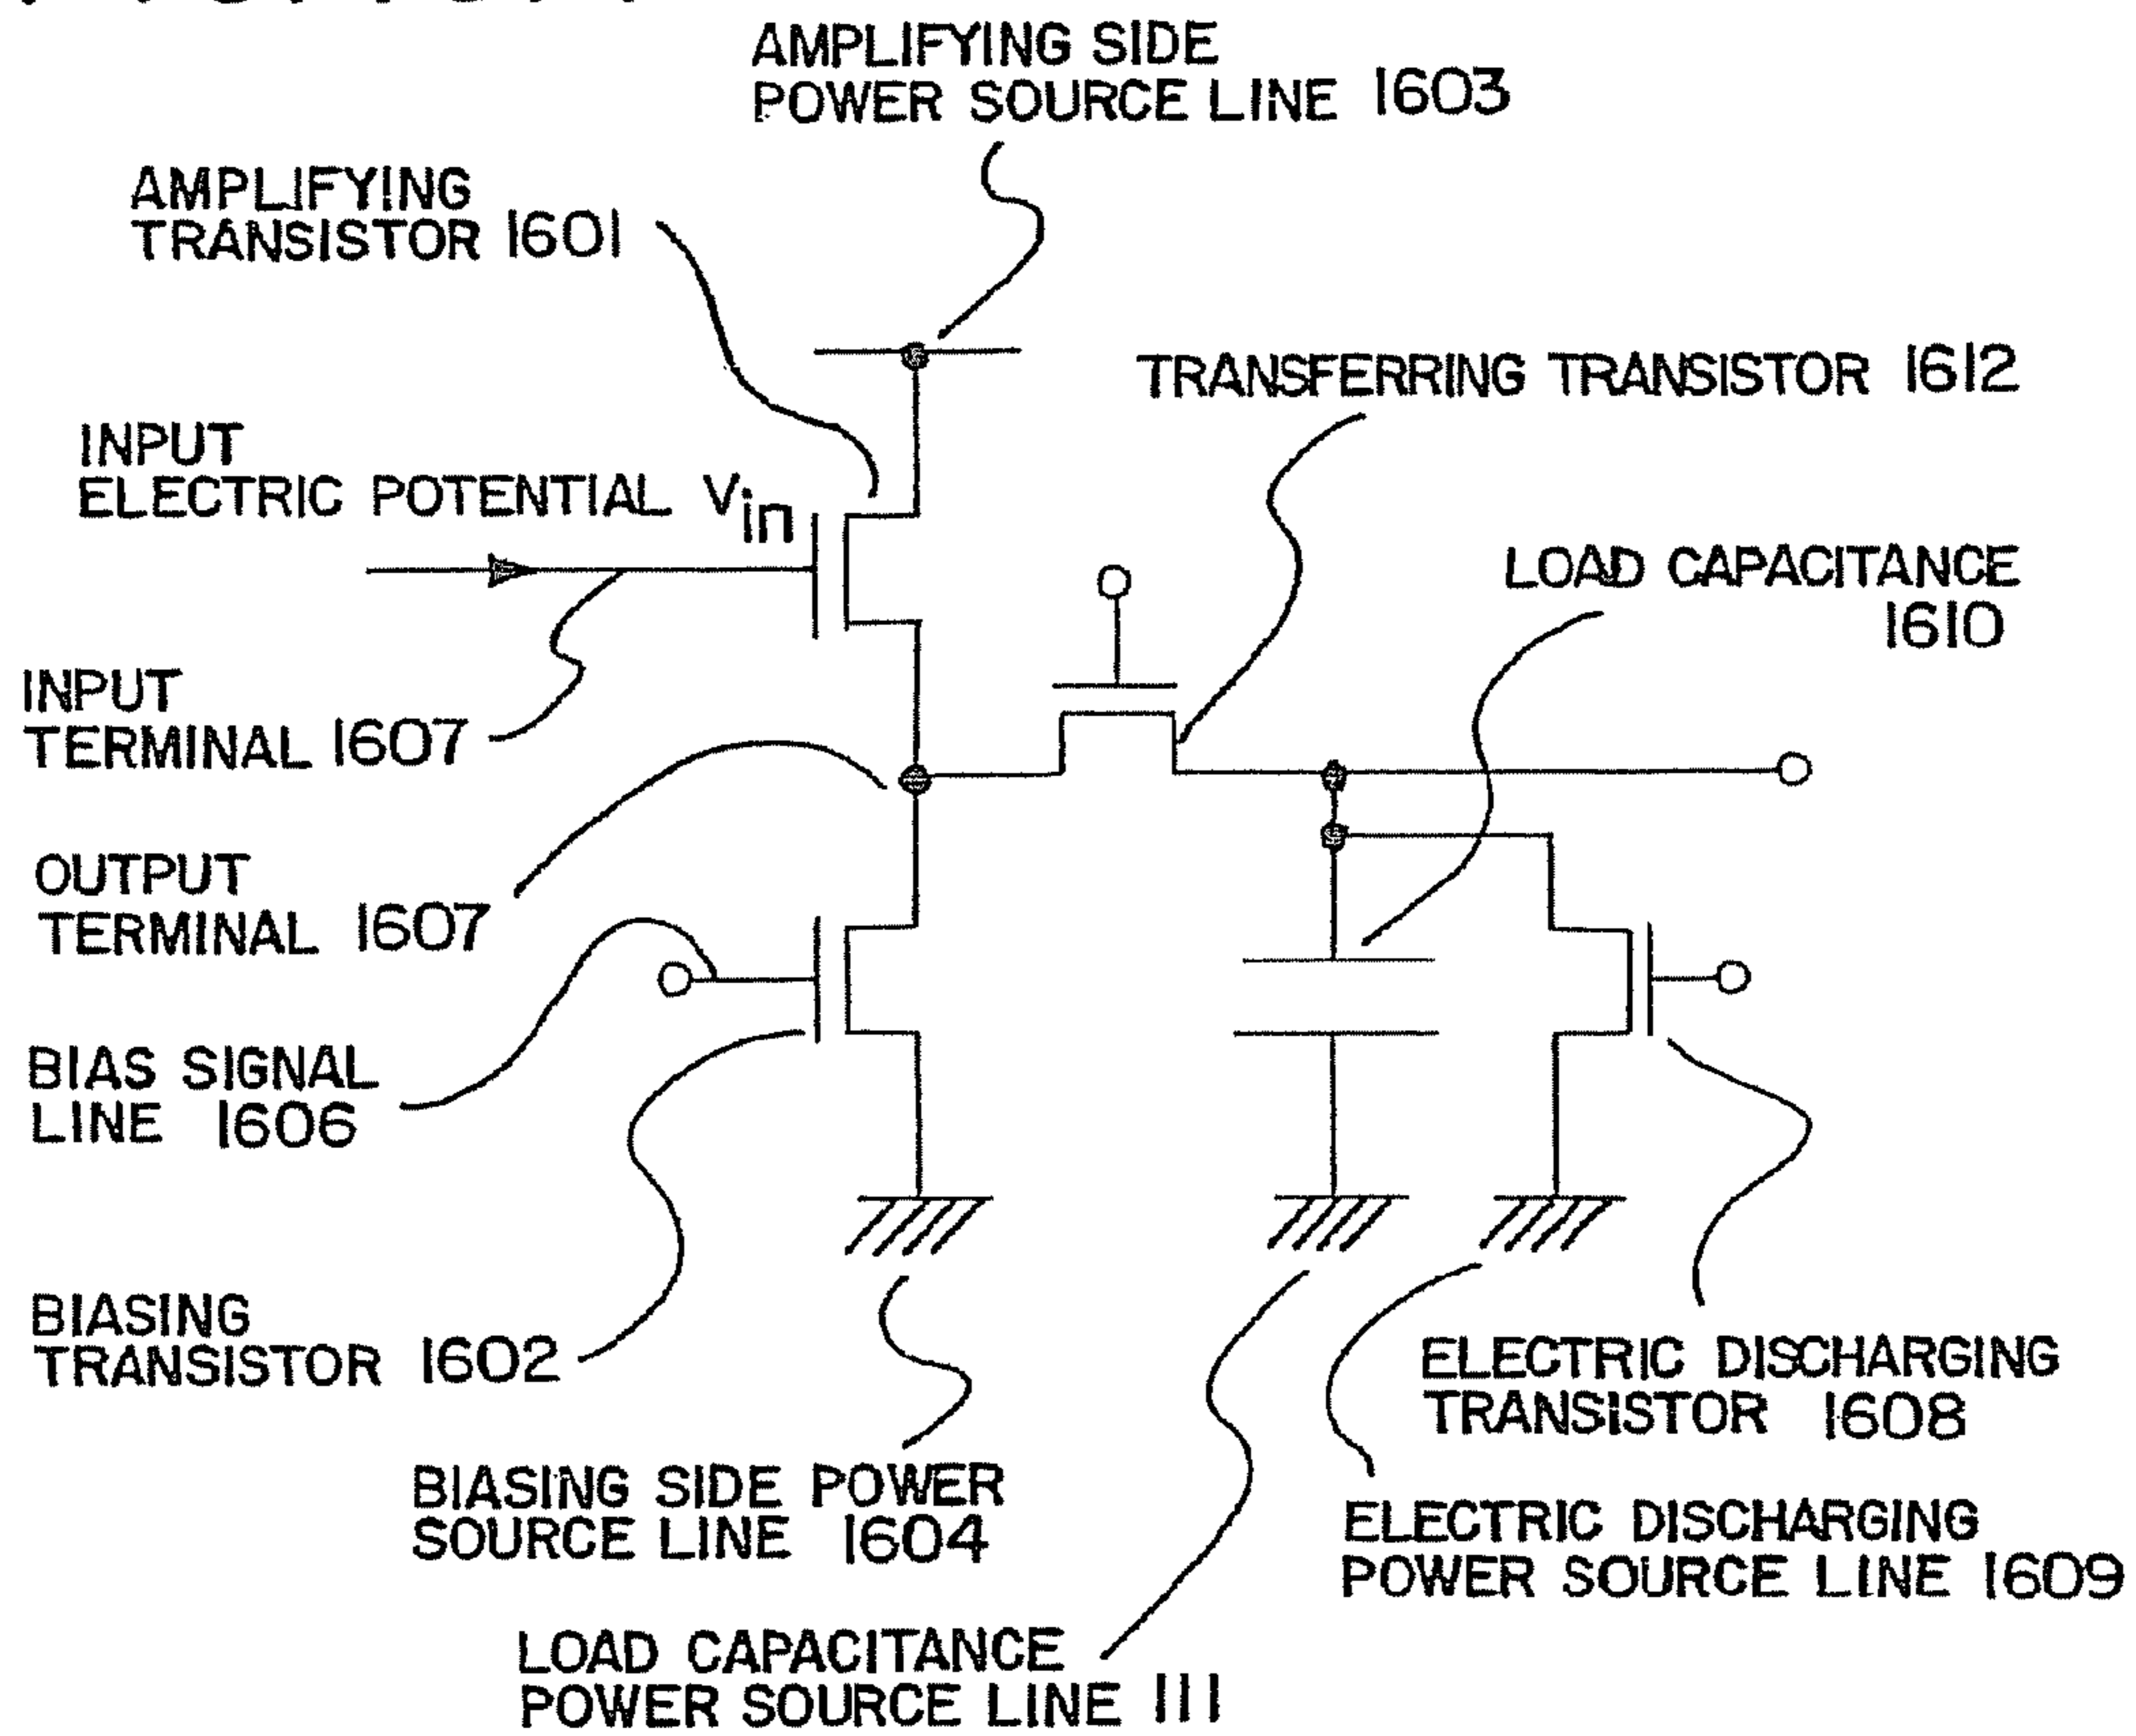 AMPLIFYING SIDE
POWER SOURCE LINE 1603
AMPLIFYING
TRANSISTOR 1601
TRANSFERRING TRANSISTOR 1612
INPUT
ELECTRIC POTENTIAL Vin
LOAD CAPACITANCE
1610
INPUT
TERMINAL 1607
OUTPUT
TERMINAL 1607
BIAS SIGNAL
LINE 1606
BIASING
TRANSISTOR 1602
ELECTRIC DISCHARGING
TRANSISTOR 1608
BIASING SIDE POWER
SOURCE LINE 1604
ELECTRIC DISCHARGING
POWER SOURCE LINE 1609
LOAD CAPACITANCE
POWER SOURCE LINE 111